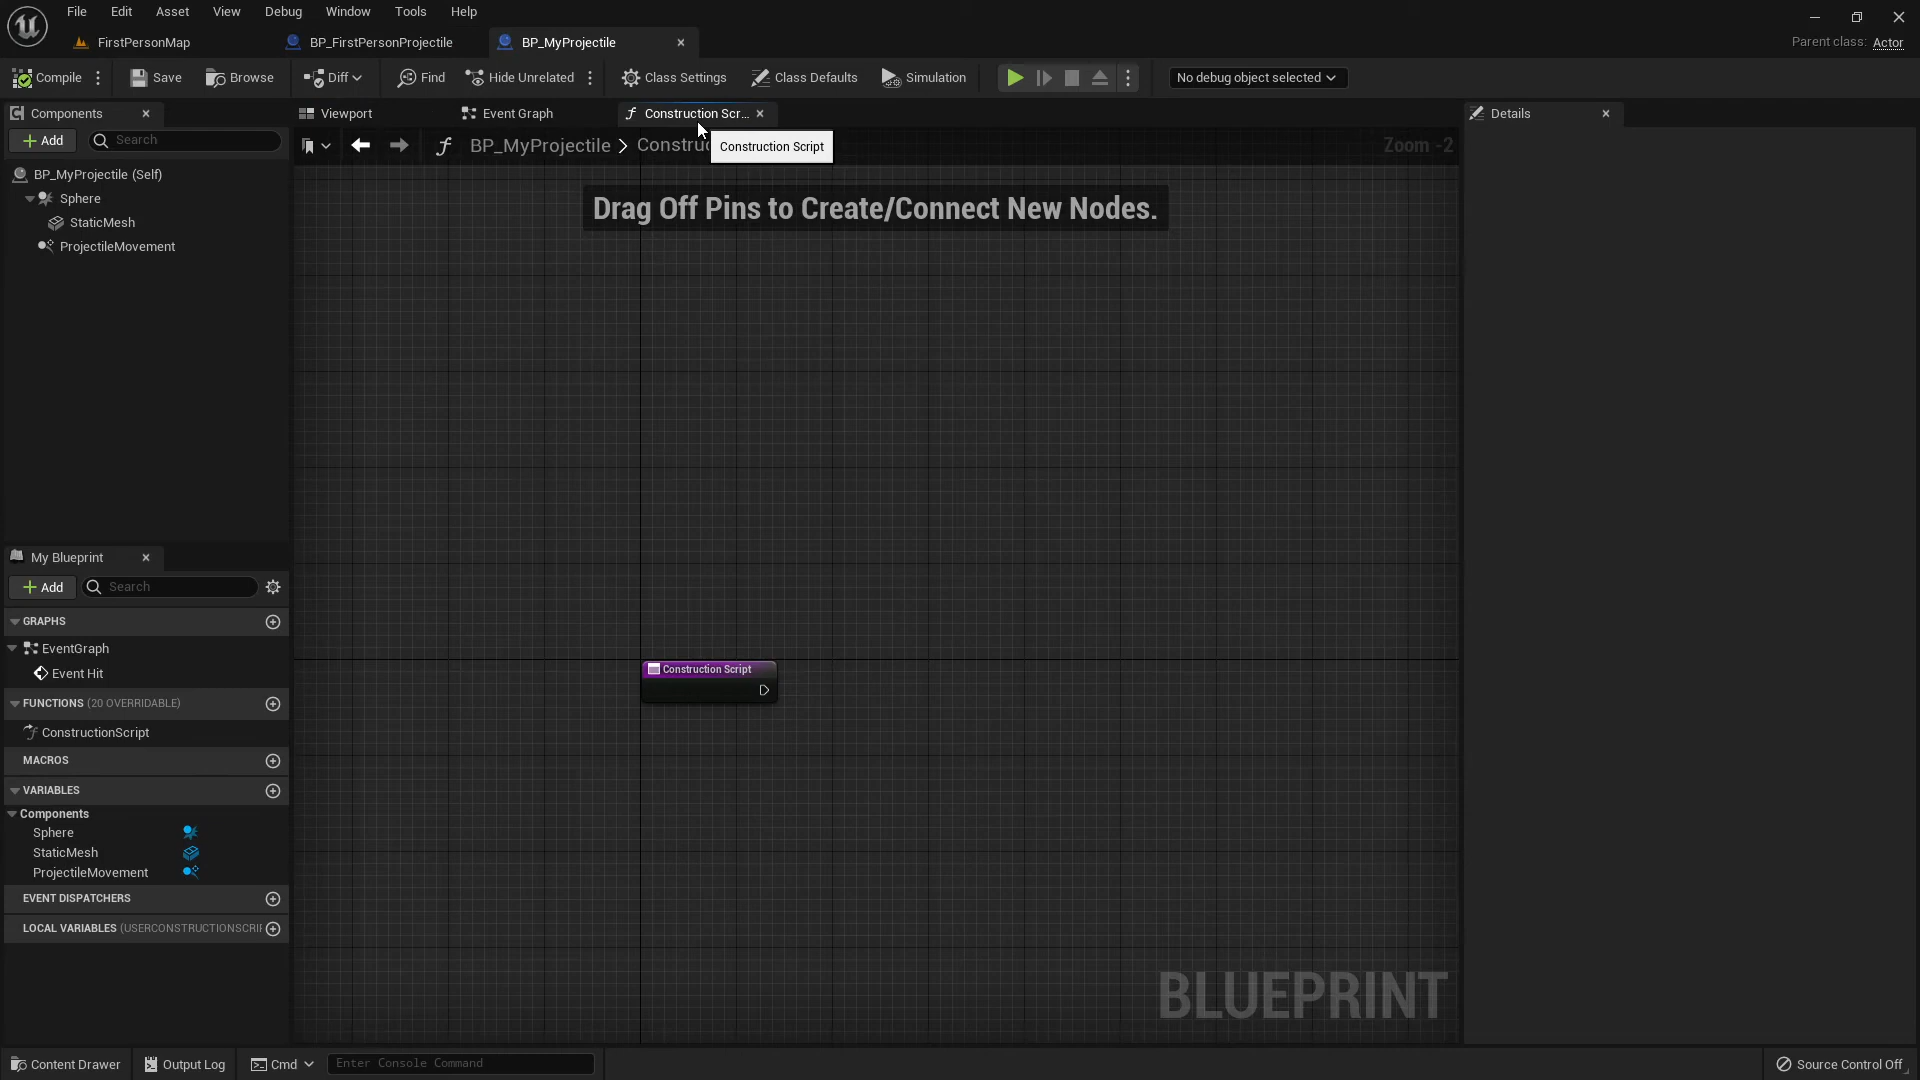 File Edit Asset View Debug Window Tools Help
FirstPersonMap BP_FirstPersonProjectile BP_MyProjectile
Parent class: Actor
Compile Save Browse Diff Find Hide Unrelated Class Settings Class Defaults Simulation No debug object selected
Components Viewport Event Graph Construction Scr... Details
Add Search BP_MyProjectile > Construc Construction Script Zoom -2
BP_MyProjectile (Self)
Sphere
StaticMesh
ProjectileMovement
Drag Off Pins to Create/Connect New Nodes.
My Blueprint
Add Search
GRAPHS
EventGraph
Event Hit
FUNCTIONS (20 OVERRIDABLE)
ConstructionScript
MACROS
VARIABLES
Components
Sphere
StaticMesh
ProjectileMovement
EVENT DISPATCHERS
LOCAL VARIABLES (USERCONSTRUCTIONSCRI
Construction Script
BLUEPRINT
Content Drawer Output Log Cmd Enter Console Command Source Control Off